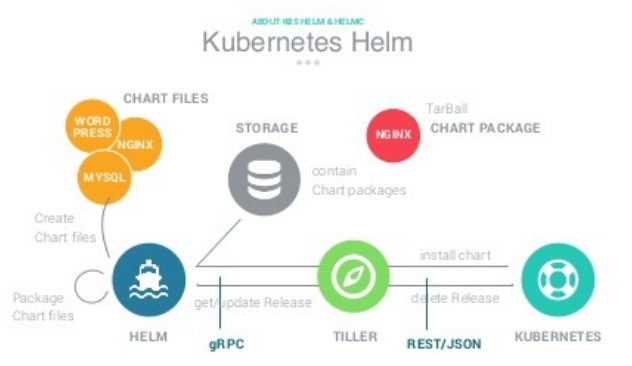 ABOUT K8S HELM & HELMC
Kubernetes Helm
CHART FILES
WORD
PRESS
NGINX
MYSQL
STORAGE
contain
Chart packages
NGINX
TarBall
CHART PACKAGE
Create
Chart files
Package
Chart files
get/update Release
install chart
delete Release
HELM
gRPC
TILLER
REST/JSON
KUBERNETES